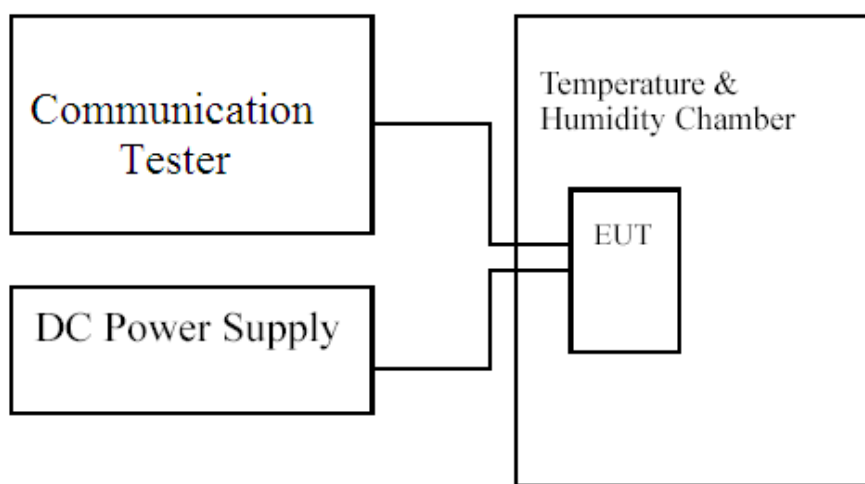 Communication
Tester
Temperature &
Humidity Chamber
EUT
DC Power Supply